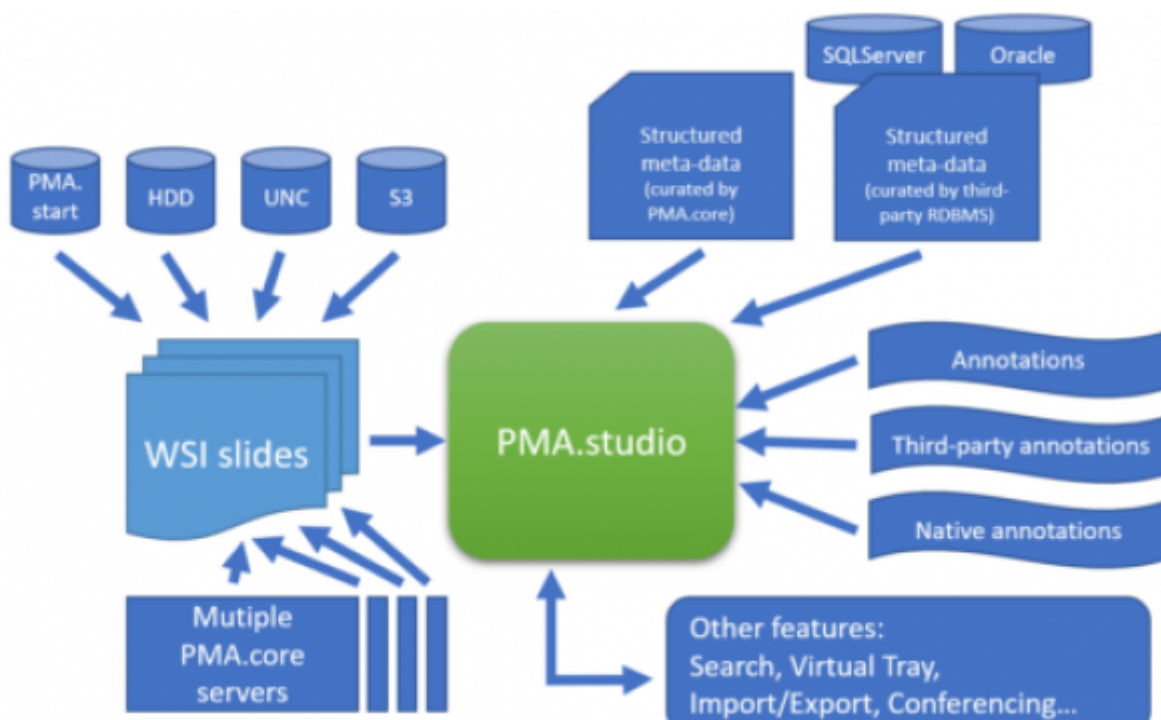 SQLServer
Oracle
Structured
meta-data
(curated by
PMA.core)
Structured
meta-data
(curated by third-
party RDBMS)
PMA.
start
HDD
UNC
S3
WSI slides
PMA.studio
Annotations
Third-party annotations
Native annotations
Mutiple
PMA.core
servers
Other features:
Search, Virtual Tray,
Import/Export, Conferencing...